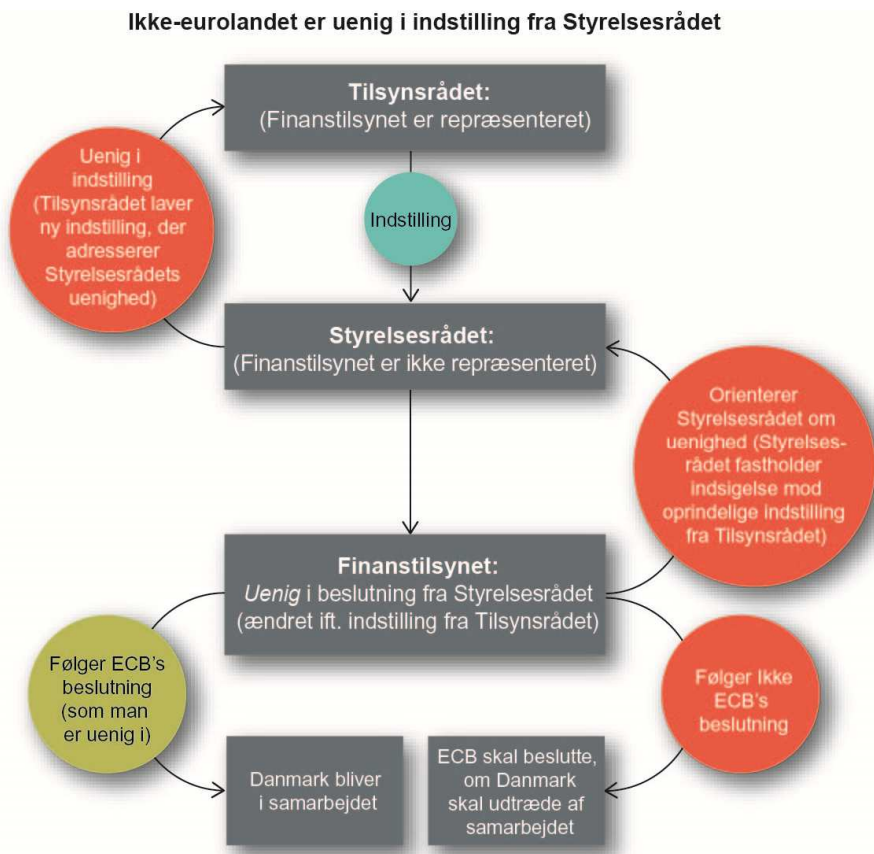 Ikke-eurolandet er uenig i indstilling fra Styrelsesrådet
Tilsynsrådet:
(Finanstilsynet er repræsenteret)
Uenig i
indstilling
(Tilsynsrådet laver
ny indstilling, der
adresserer
Styrelsesrådets
uenighed)
Indstilling
Styrelsesrådet:
(Finanstilsynet er ikke repræsenteret)
Orienterer
Styrelsesrådet om
uenighed (Styrelses-
rådet fastholder
indsigelse mod
oprindelige indstilling
fra Tilsynsrådet)
Finanstilsynet:
Uenig i beslutning fra Styrelsesrådet
(ændret ift. indstilling fra Tilsynsrådet)
Følger ECB's
beslutning
(som man
er uenig i)
Følger Ikke
ECB's
beslutning
Danmark bliver
i samarbejdet
ECB skal beslutte,
om Danmark
skal udtræde af
samarbejdet